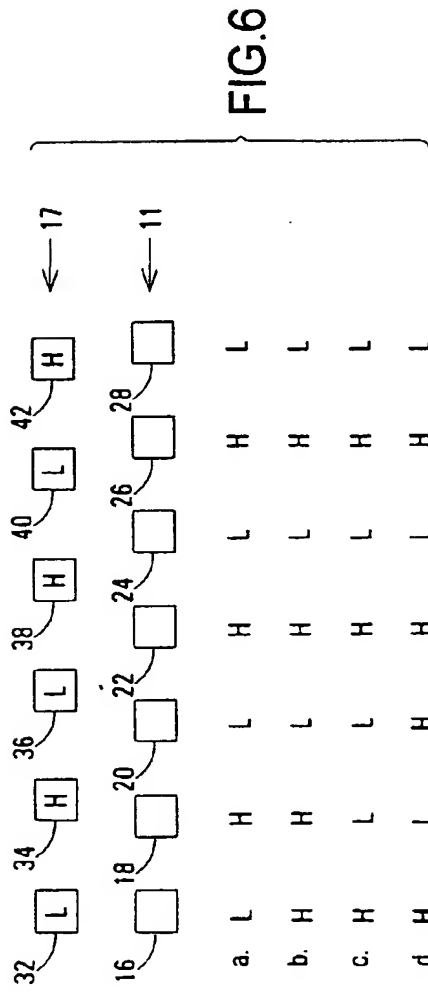 32 34 36 38 40 42
L H L H L H 17
16 18 20 22 24 26 28 11
FIG.6
a. L H L H L H L
b. H H L H L H L
c. H L L H L H L
d H L H H L H L